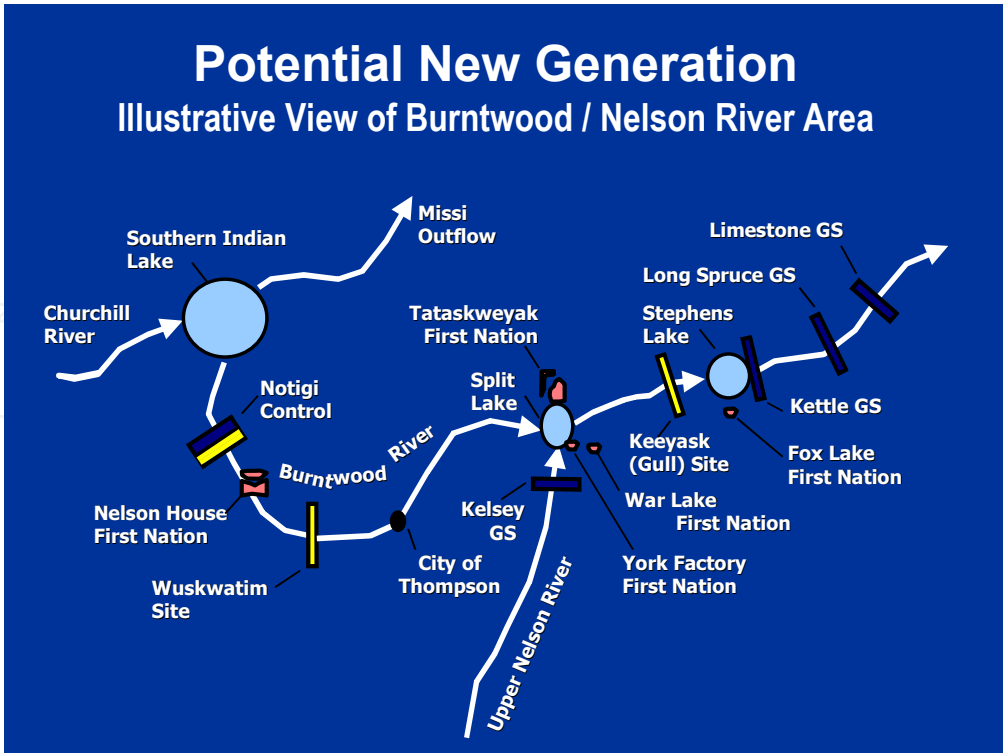 Potential New Generation
Illustrative View of Burntwood / Nelson River Area
Missi
Outflow
Southern Indian
Lake
Limestone GS
Long Spruce GS
Churchill
River
Tataskweyak
First Nation
Stephens
Lake
Split
Lake
Notigi
Control
Kettle GS
Burntwood River
Keeyask
(Gull) Site
Fox Lake
First Nation
Nelson House
First Nation
Kelsey
GS
War Lake
First Nation
City of
Thompson
York Factory
First Nation
Wuskwatim
Site
Upper Nelson River